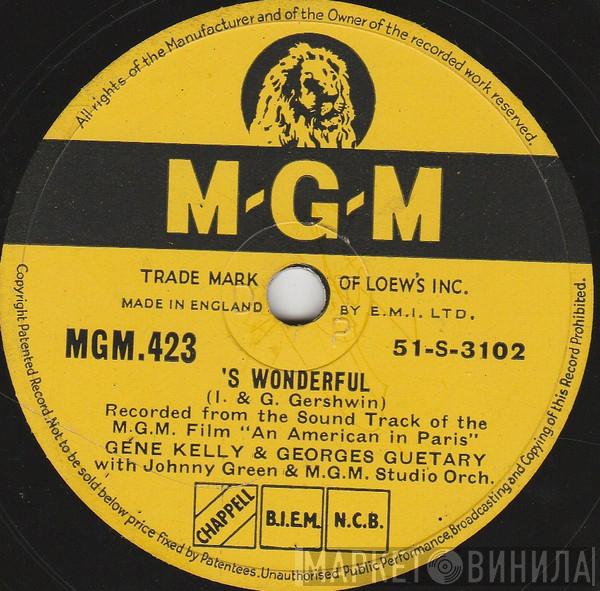 All rights of the Manufacturer and of the Owner of the recorded work reserved.
M-G-M
TRADE MARK OF LOEW'S INC.
MADE IN ENGLAND BY E.M.I. LTD.
MGM.423 51-S-3102
'S WONDERFUL
(I. & G. Gershwin)
Recorded from the Sound Track of the
M.G.M. Film "An American in Paris"
GENE KELLY & GEORGES GUETARY
with Johnny Green & M.G.M. Studio Orch.
CHAPPELL B.I.E.M. N.C.B.
Copyright Patented Record. Not to be sold below price fixed by Patentees. Unauthorised Public Performance, Broadcasting and Copying of this Record Prohibited.
P
МАРКЕТ ВИНИЛА